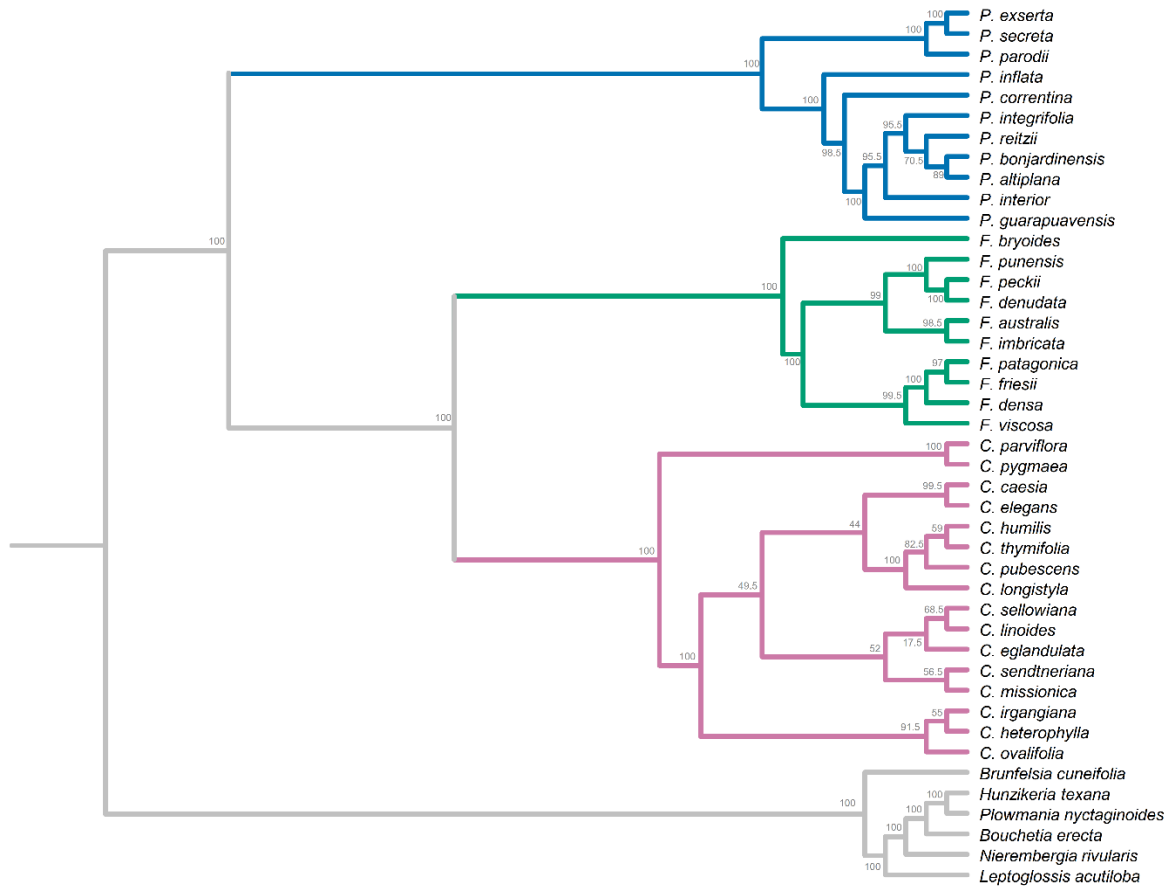 100
P. exserta
P. secreta
100
P. parodii
100
P. inflata
100
P. correntina
P. integrifolia
95.5
P. reitzii
98.5
95.5
70.5
P. bonjardinensis
89
P. altiplana
P. interior
100
P. guarapuavensis
100
F. bryoides
F. punensis
100
F. peckii
100
99
100
F. denudata
F. australis
98.5
F. imbricata
100
97
F. patagonica
100
F. friesii
99.5
F. densa
100
F. viscosa
C. parviflora
100
C. pygmaea
C. caesia
99.5
C. elegans
44
C. humilis
59
C. thymifolia
82.5
100
100
C. pubescens
49.5
C. longistyla
C. sellowiana
68.5
C. linoides
17.5
52
C. eglandulata
100
C. sendtneriana
56.5
C. missionica
C. irgangiana
55
91.5
C. heterophylla
C. ovalifolia
Brunfelsia cuneifolia
Hunzikeria texana
100
100
100
Plowmania nyctaginoides
100
Bouchetia erecta
Nierembergia rivularis
100
Leptoglossis acutiloba